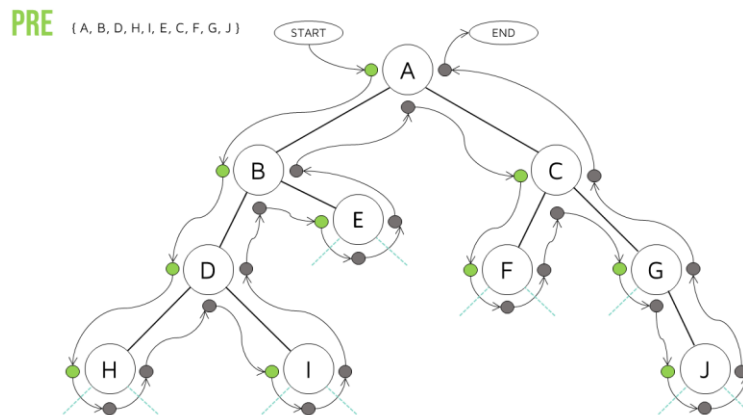 PRE { A, B, D, H, I, E, C, F, G, J }
START
END
A
B
C
E
D
F
G
H
I
J